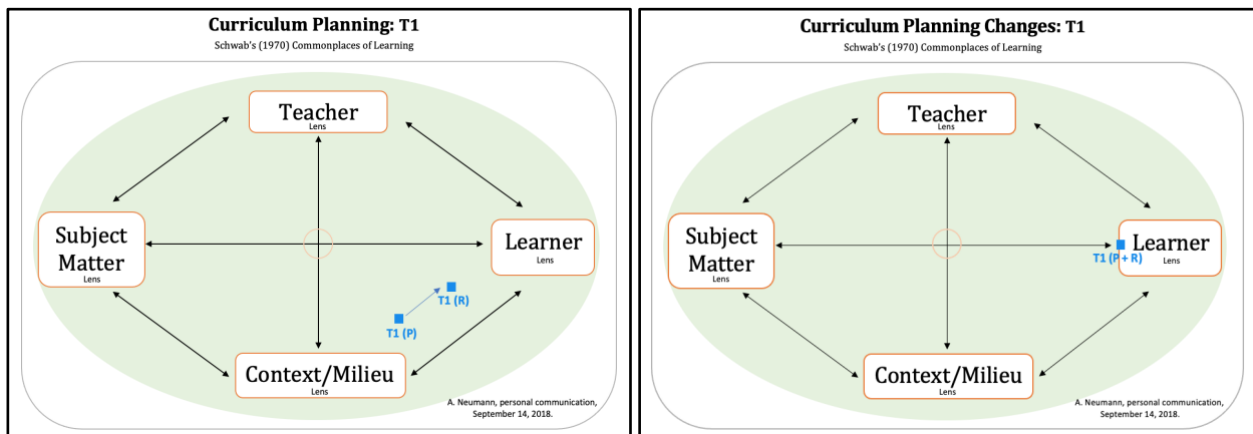 Curriculum Planning: T1
Schwab's (1970) Commonplaces of Learning
Teacher
Lens
Subject
Matter
Lens
Learner
Lens
T1 (R)
T1 (P)
Context/Milieu
Lens
A. Neumann, personal communication,
September 14, 2018.
Curriculum Planning Changes: T1
Schwab's (1970) Commonplaces of Learning
Teacher
Lens
Subject
Matter
Lens
Learner
Lens
T1 (P + R)
Context/Milieu
Lens
A. Neumann, personal communication,
September 14, 2018.